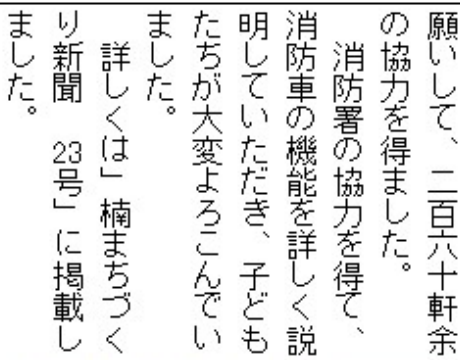 願いして、二百六十軒余
の協力を得ました。
　消防署の協力を得て、
消防車の機能を詳しく説
明していただき、子ども
たちが大変よろこんでい
ました。
　詳しくは」楠まちづく
り新聞　23号」に掲載し
ました。